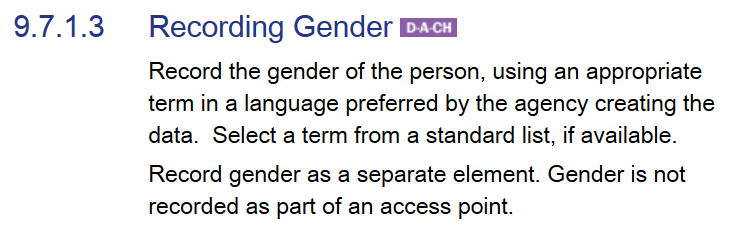 9.7.1.3 Recording Gender D-A-CH
Record the gender of the person, using an appropriate
term in a language preferred by the agency creating the
data.  Select a term from a standard list, if available.
Record gender as a separate element. Gender is not
recorded as part of an access point.